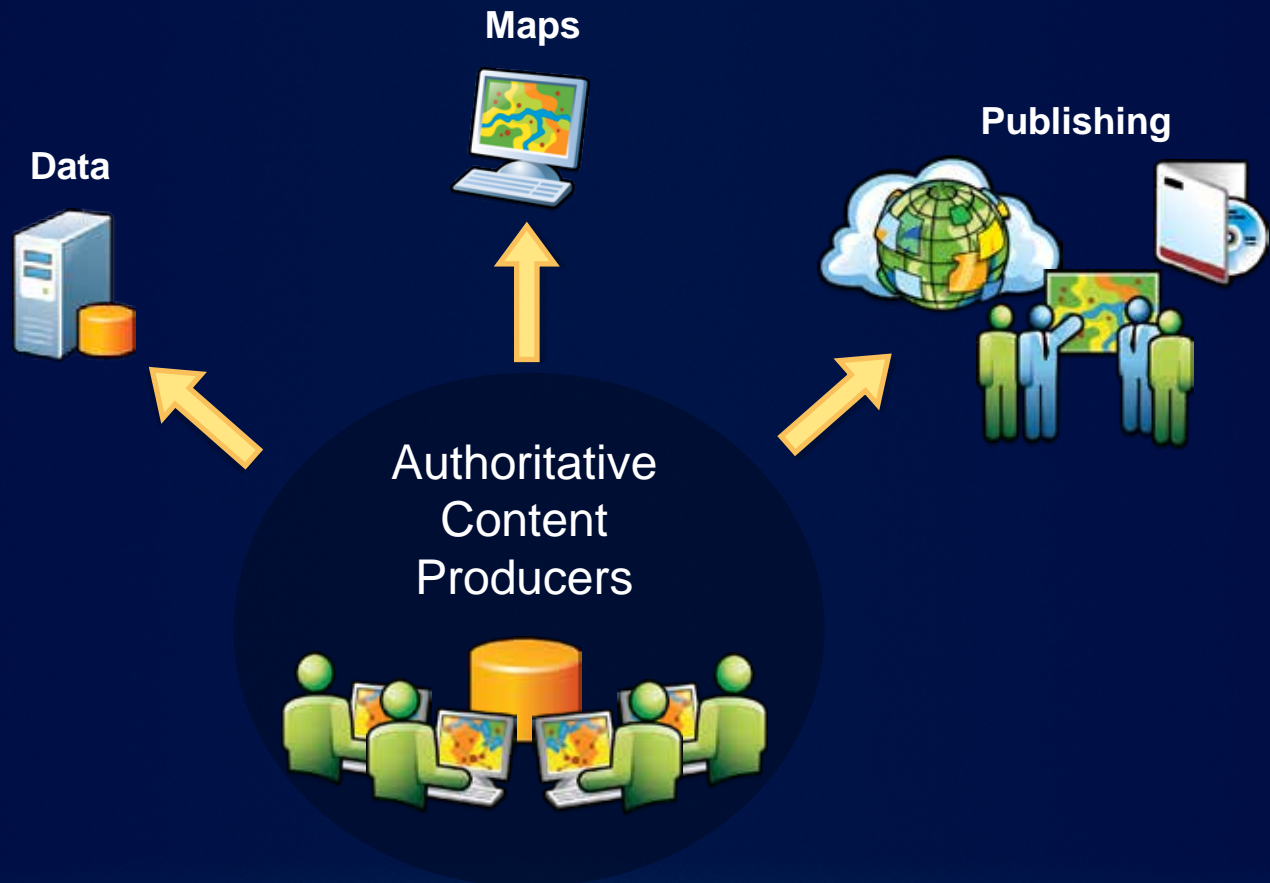 Maps
Publishing
Data
Authoritative
Content
Producers